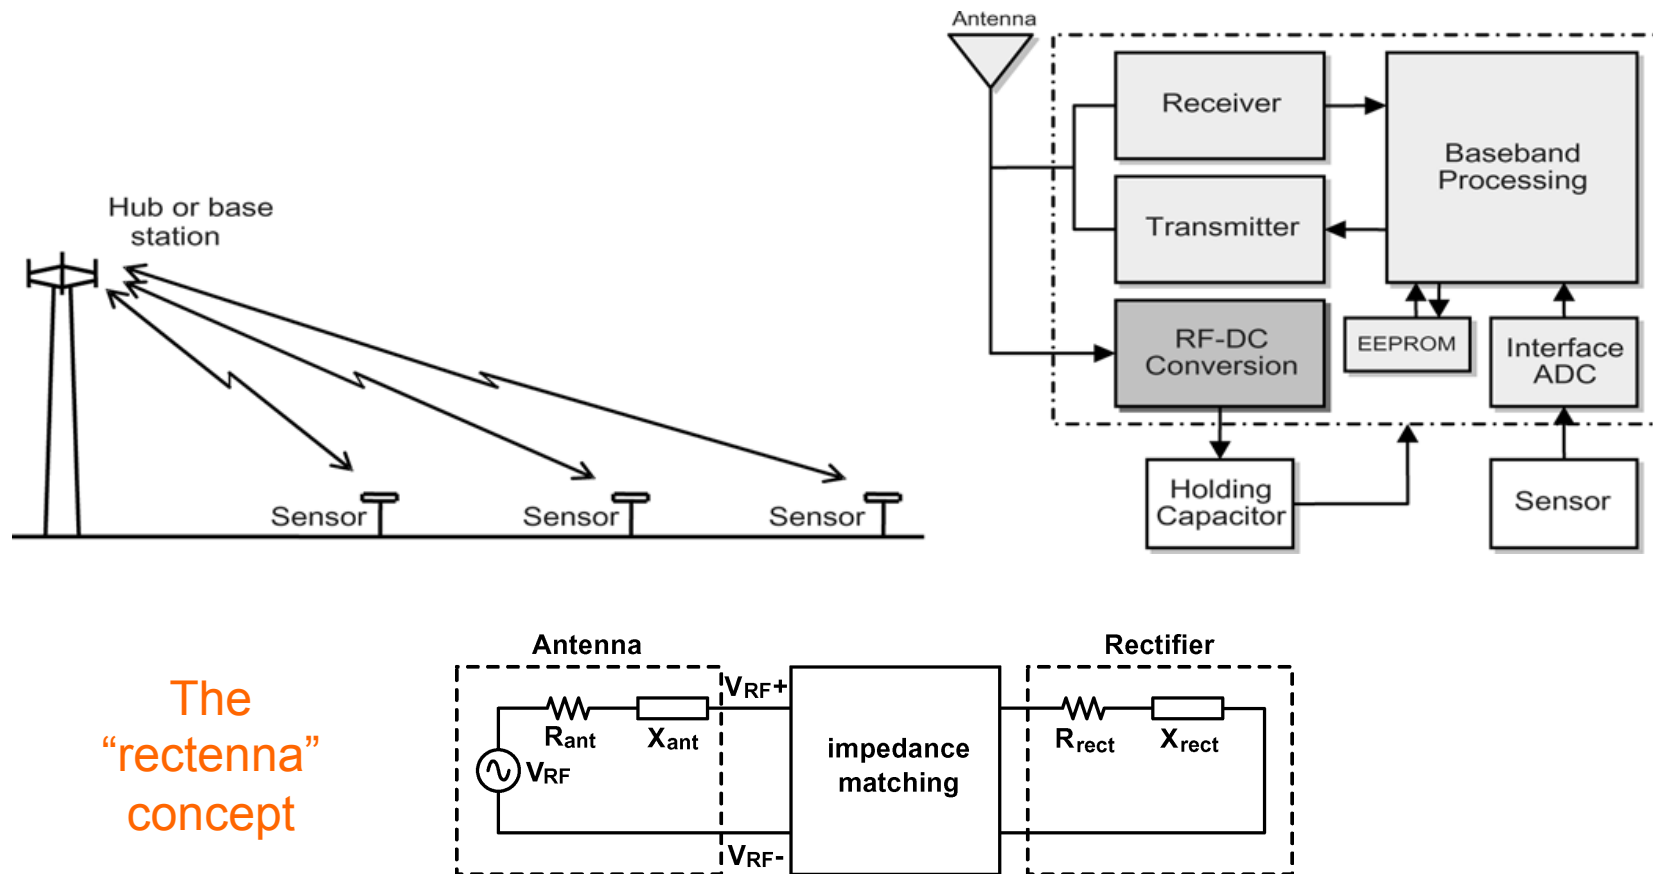 Antenna
Receiver
Baseband
Processing
Transmitter
Hub or base
station
RF-DC
Conversion
EEPROM
Interface
ADC
Holding
Capacitor
Sensor
Sensor
Sensor
Sensor
The
“rectenna”
concept
Antenna
Rectifier
VRF+
Rant
Xant
VRF
impedance
matching
Rrect
Xrect
VRF-